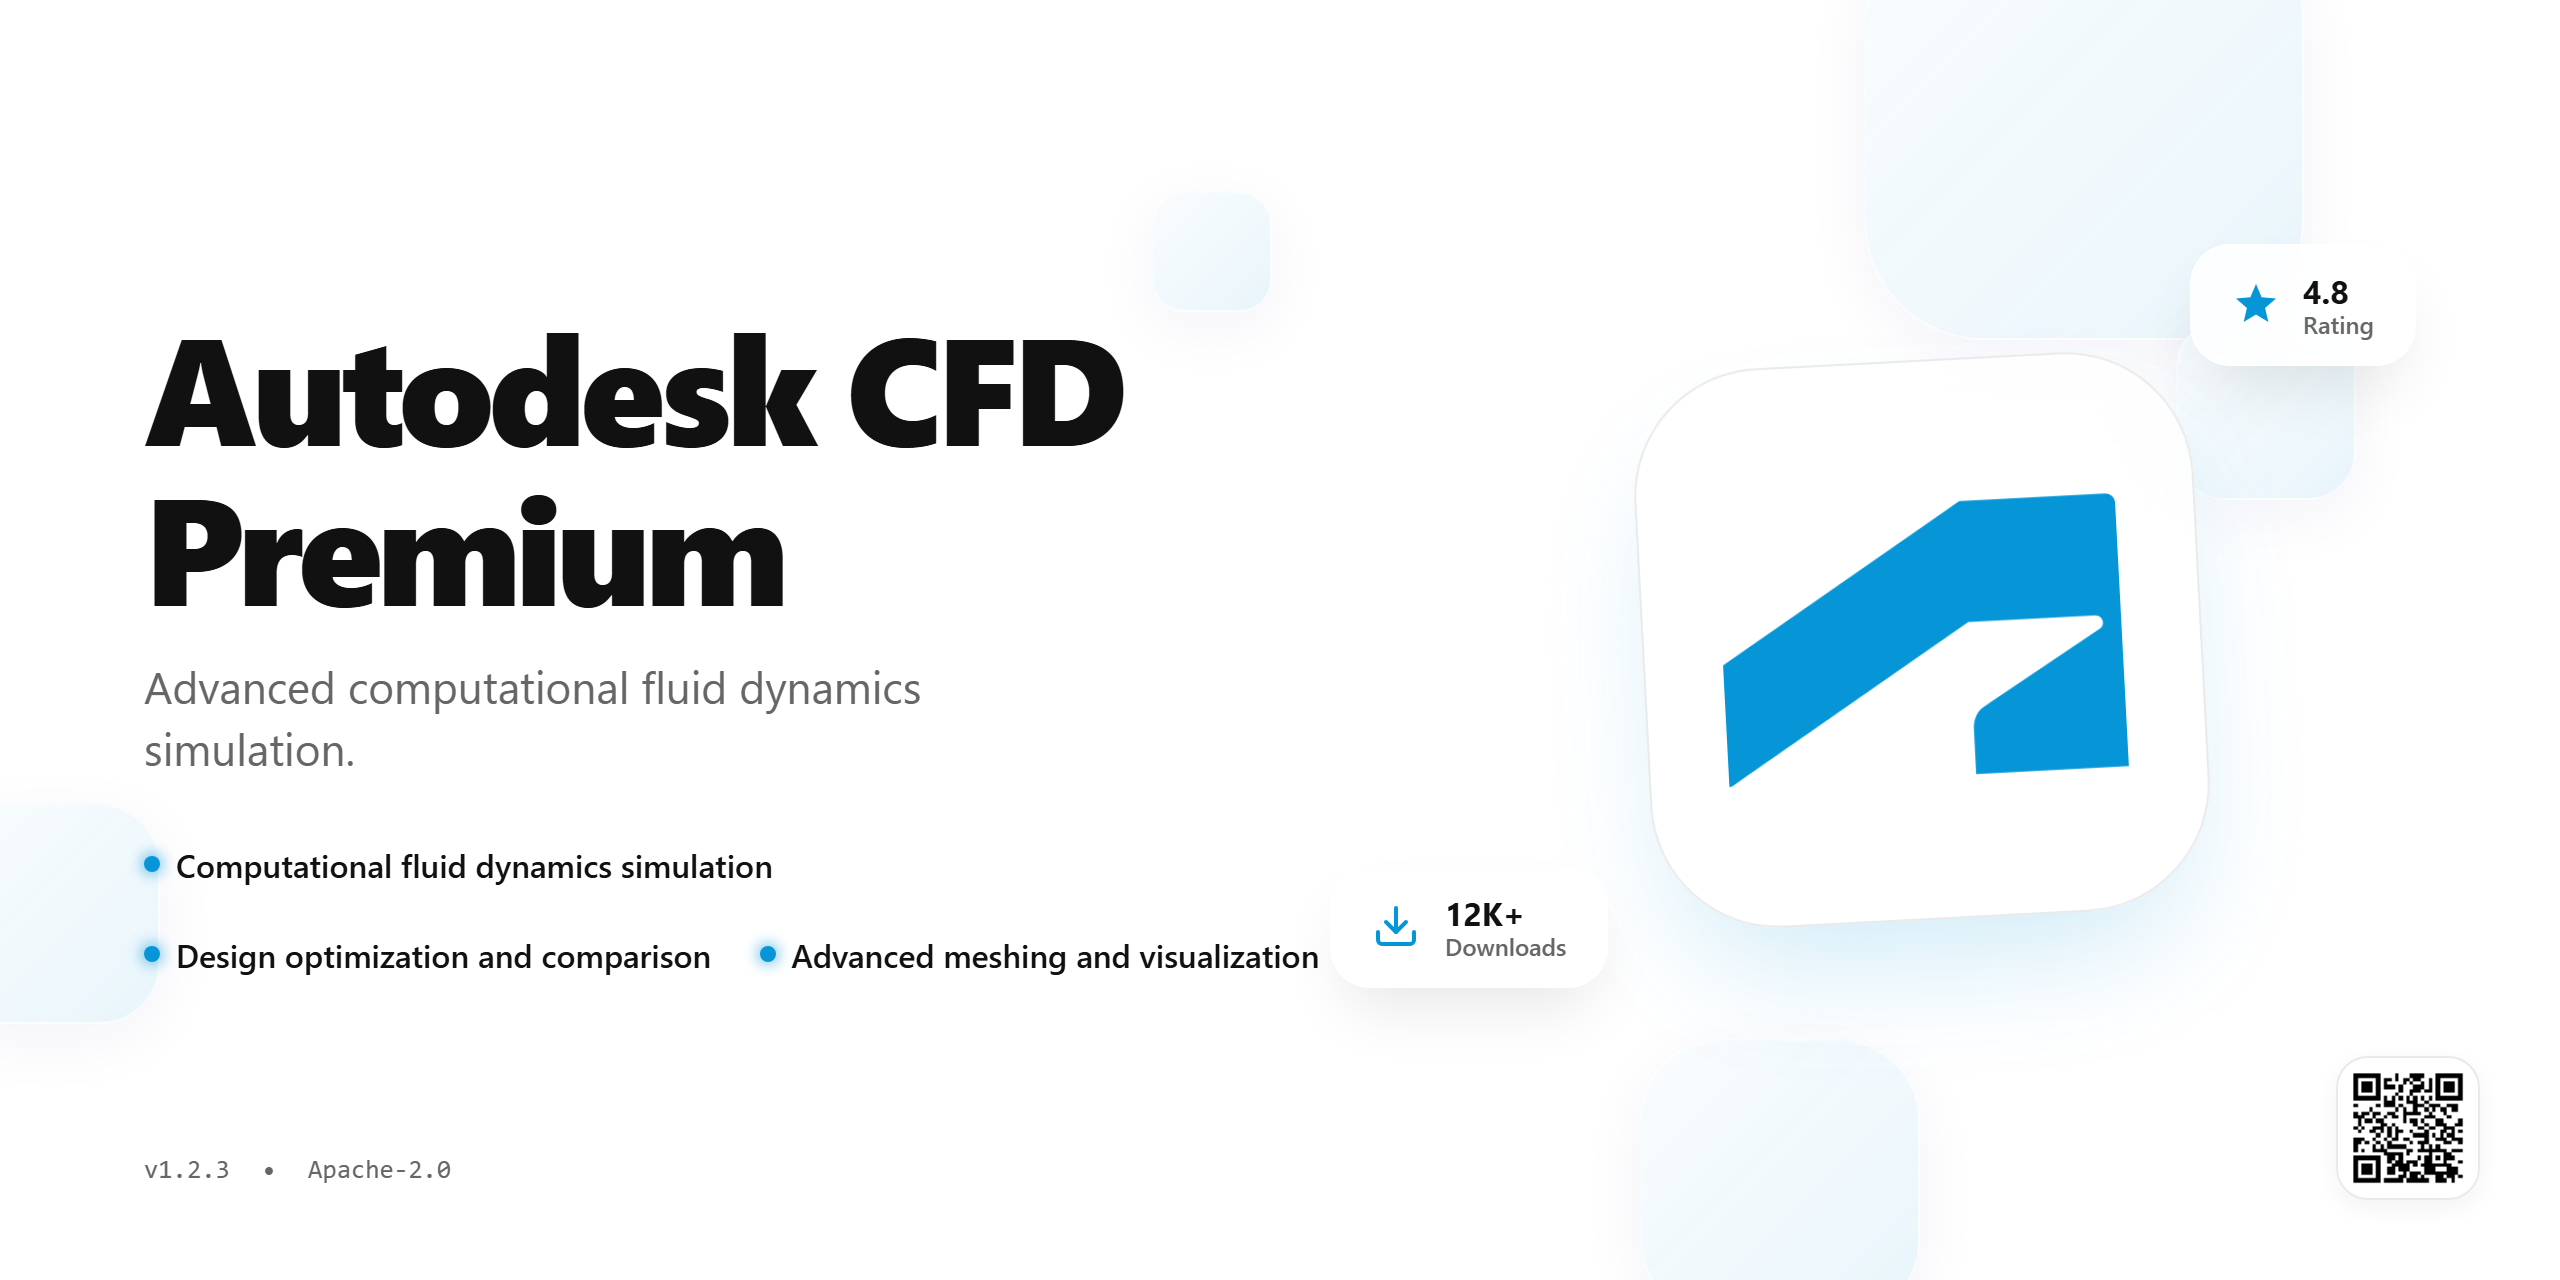 Autodesk CFD
Premium
Advanced computational fluid dynamics
simulation.
Computational fluid dynamics simulation
Design optimization and comparison
Advanced meshing and visualization
4.8
Rating
12K+
Downloads
v1.2.3 • Apache-2.0